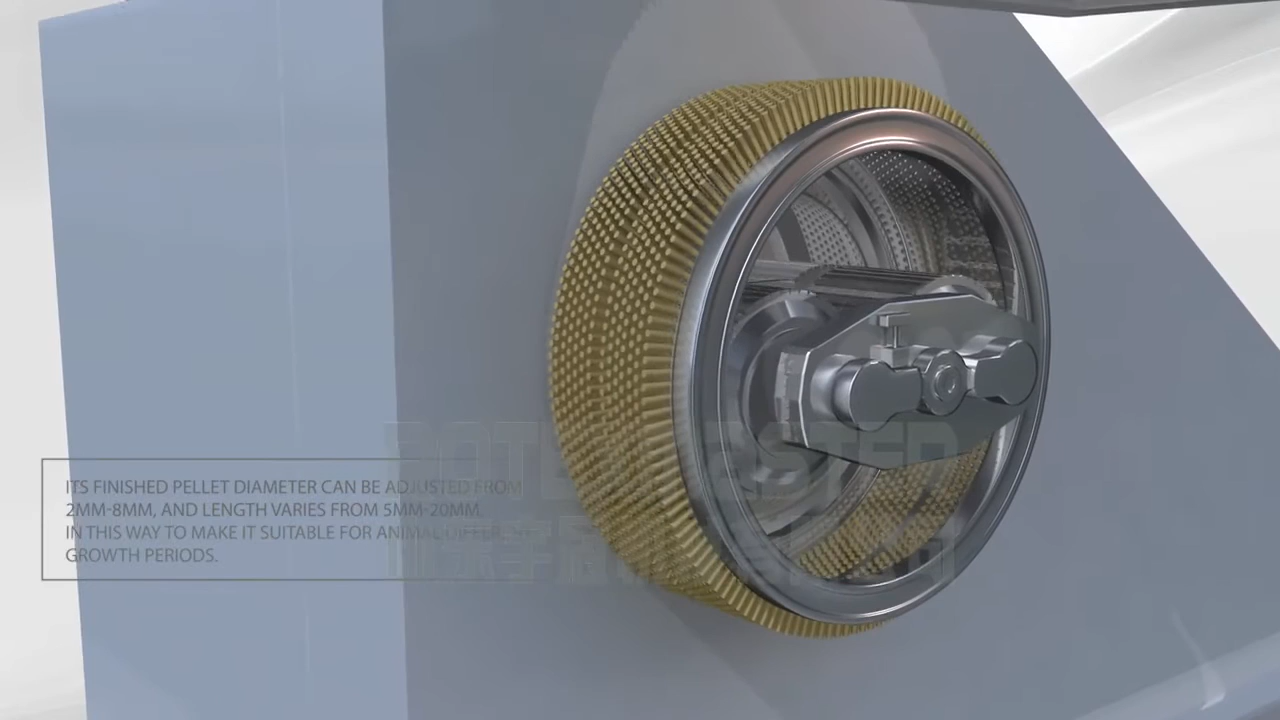 ITS FINISHED PELLET DIAMETER CAN BE ADJUSTED FROM
2MM-8MM, AND LENGTH VARIES FROM 5MM-20MM.
IN THIS WAY TO MAKE IT SUITABLE FOR ANIMAL
GROWTH PERIODS.